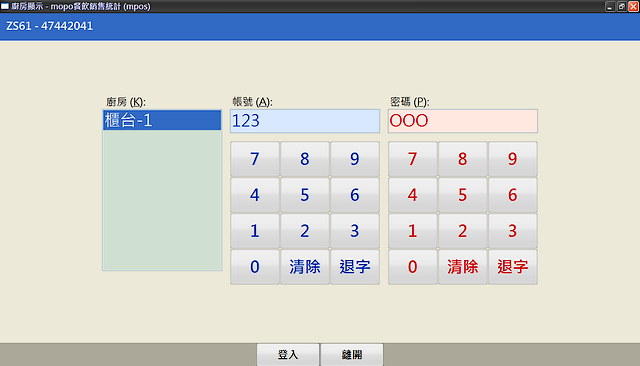 廚房顯示 - mopo餐飲銷售統計 (mpos)
ZS61 - 47442041
廚房 (K): 帳號 (A): 密碼 (P):
櫃台-1 123 OOO
7 8 9 7 8 9
4 5 6 4 5 6
1 2 3 1 2 3
0 清除 退字 0 清除 退字
登入 離開